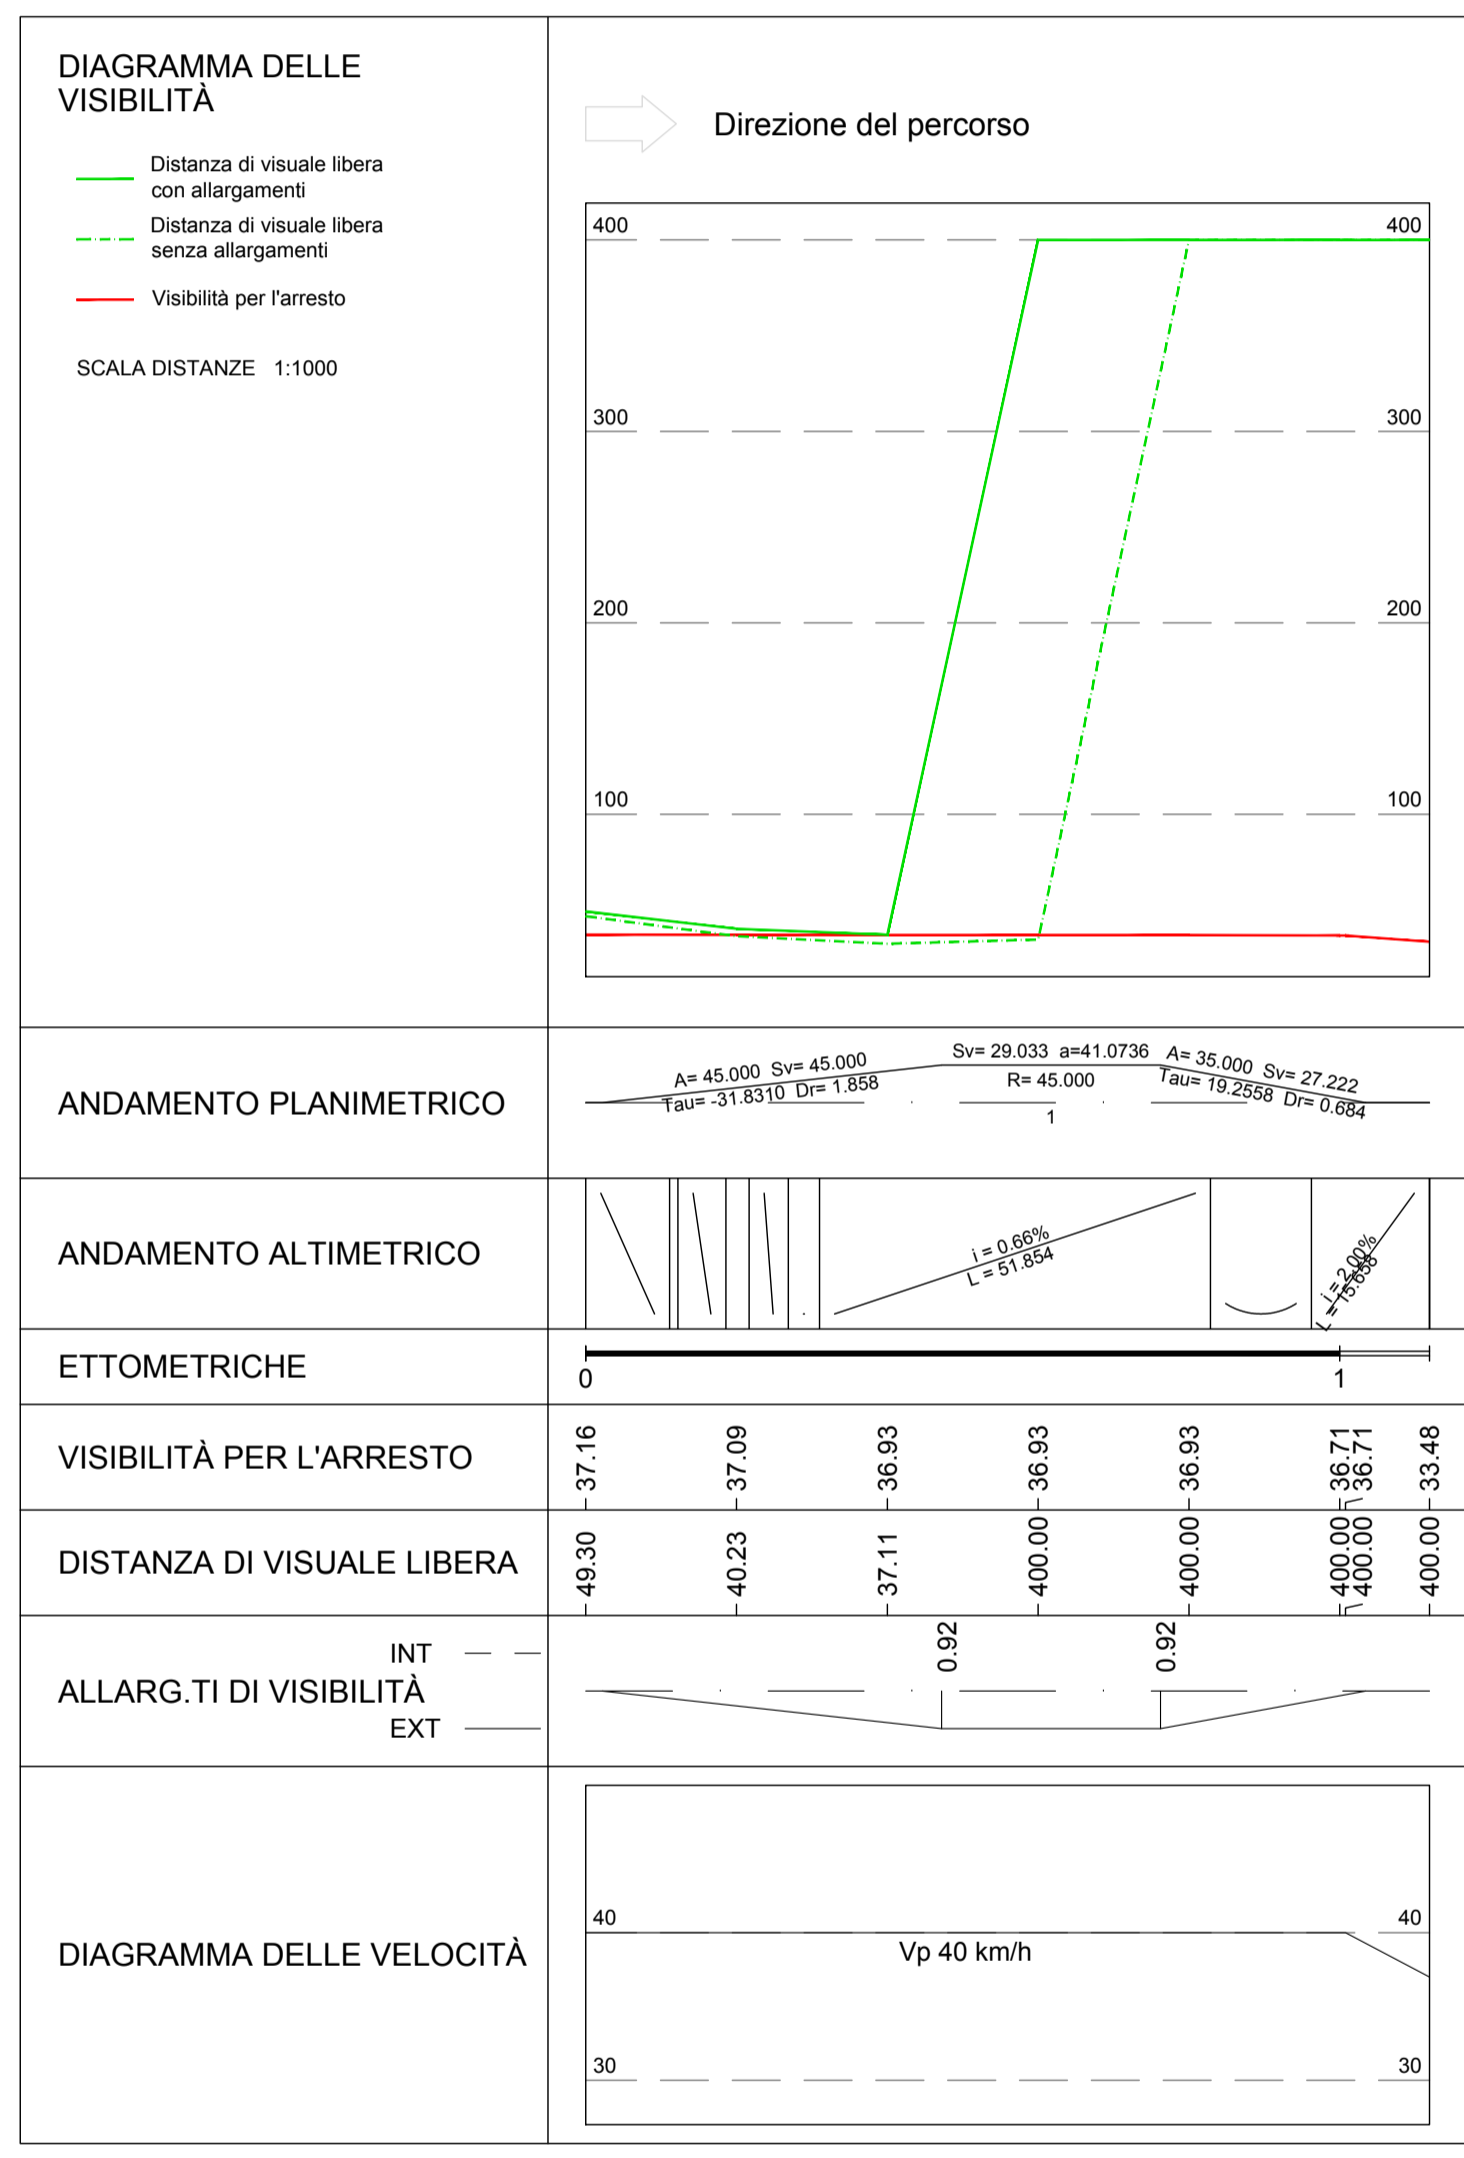 DIAGRAMMA DELLE
VISIBILITÀ
Distanza di visuale libera
con allargamenti
Distanza di visuale libera
senza allargamenti
Visibilità per l'arresto
SCALA DISTANZE 1:1000
Direzione del percorso
400 400
300 300
200 200
100 100
ANDAMENTO PLANIMETRICO
A= 45.000 Sv= 45.000
Tau= -31.8310 Dr= 1.858
Sv= 29.033 a=41.0736
R= 45.000
1
A= 35.000 Sv= 27.222
Tau= 19.2558 Dr= 0.684
ANDAMENTO ALTIMETRICO
i = 0.66%
L = 51.854
i = 2.00%
L = 15.658
ETTOMETRICHE
0 1
VISIBILITÀ PER L'ARRESTO
37.16 37.09 36.93 36.93 36.93 36.71 36.71 33.48
DISTANZA DI VISUALE LIBERA
49.30 40.23 37.11 400.00 400.00 400.00 400.00 400.00
INT
ALLARG.TI DI VISIBILITÀ
EXT
0.92 0.92
DIAGRAMMA DELLE VELOCITÀ
40 40
Vp 40 km/h
30 30